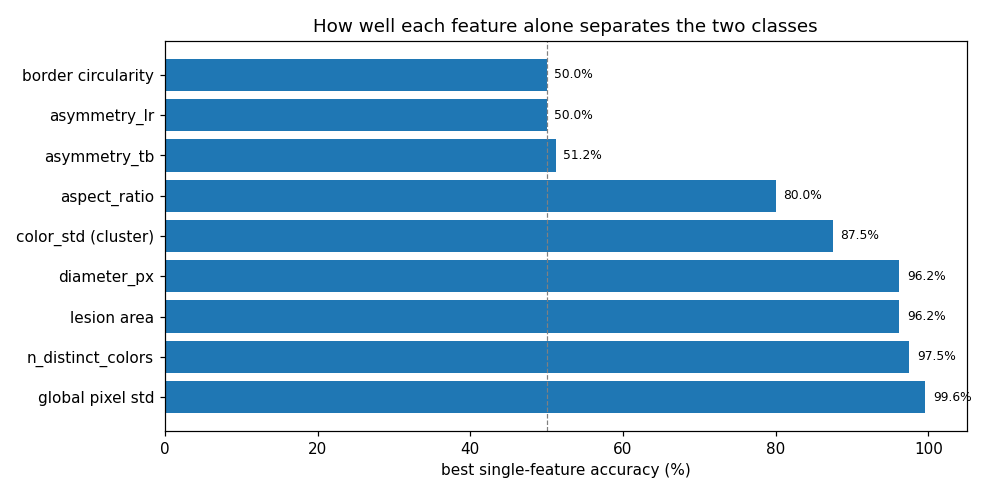 How well each feature alone separates the two classes
border circularity 50.0%
asymmetry_lr 50.0%
asymmetry_tb 51.2%
aspect_ratio 80.0%
color_std (cluster) 87.5%
diameter_px 96.2%
lesion area 96.2%
n_distinct_colors 97.5%
global pixel std 99.6%
0 20 40 60 80 100
best single-feature accuracy (%)